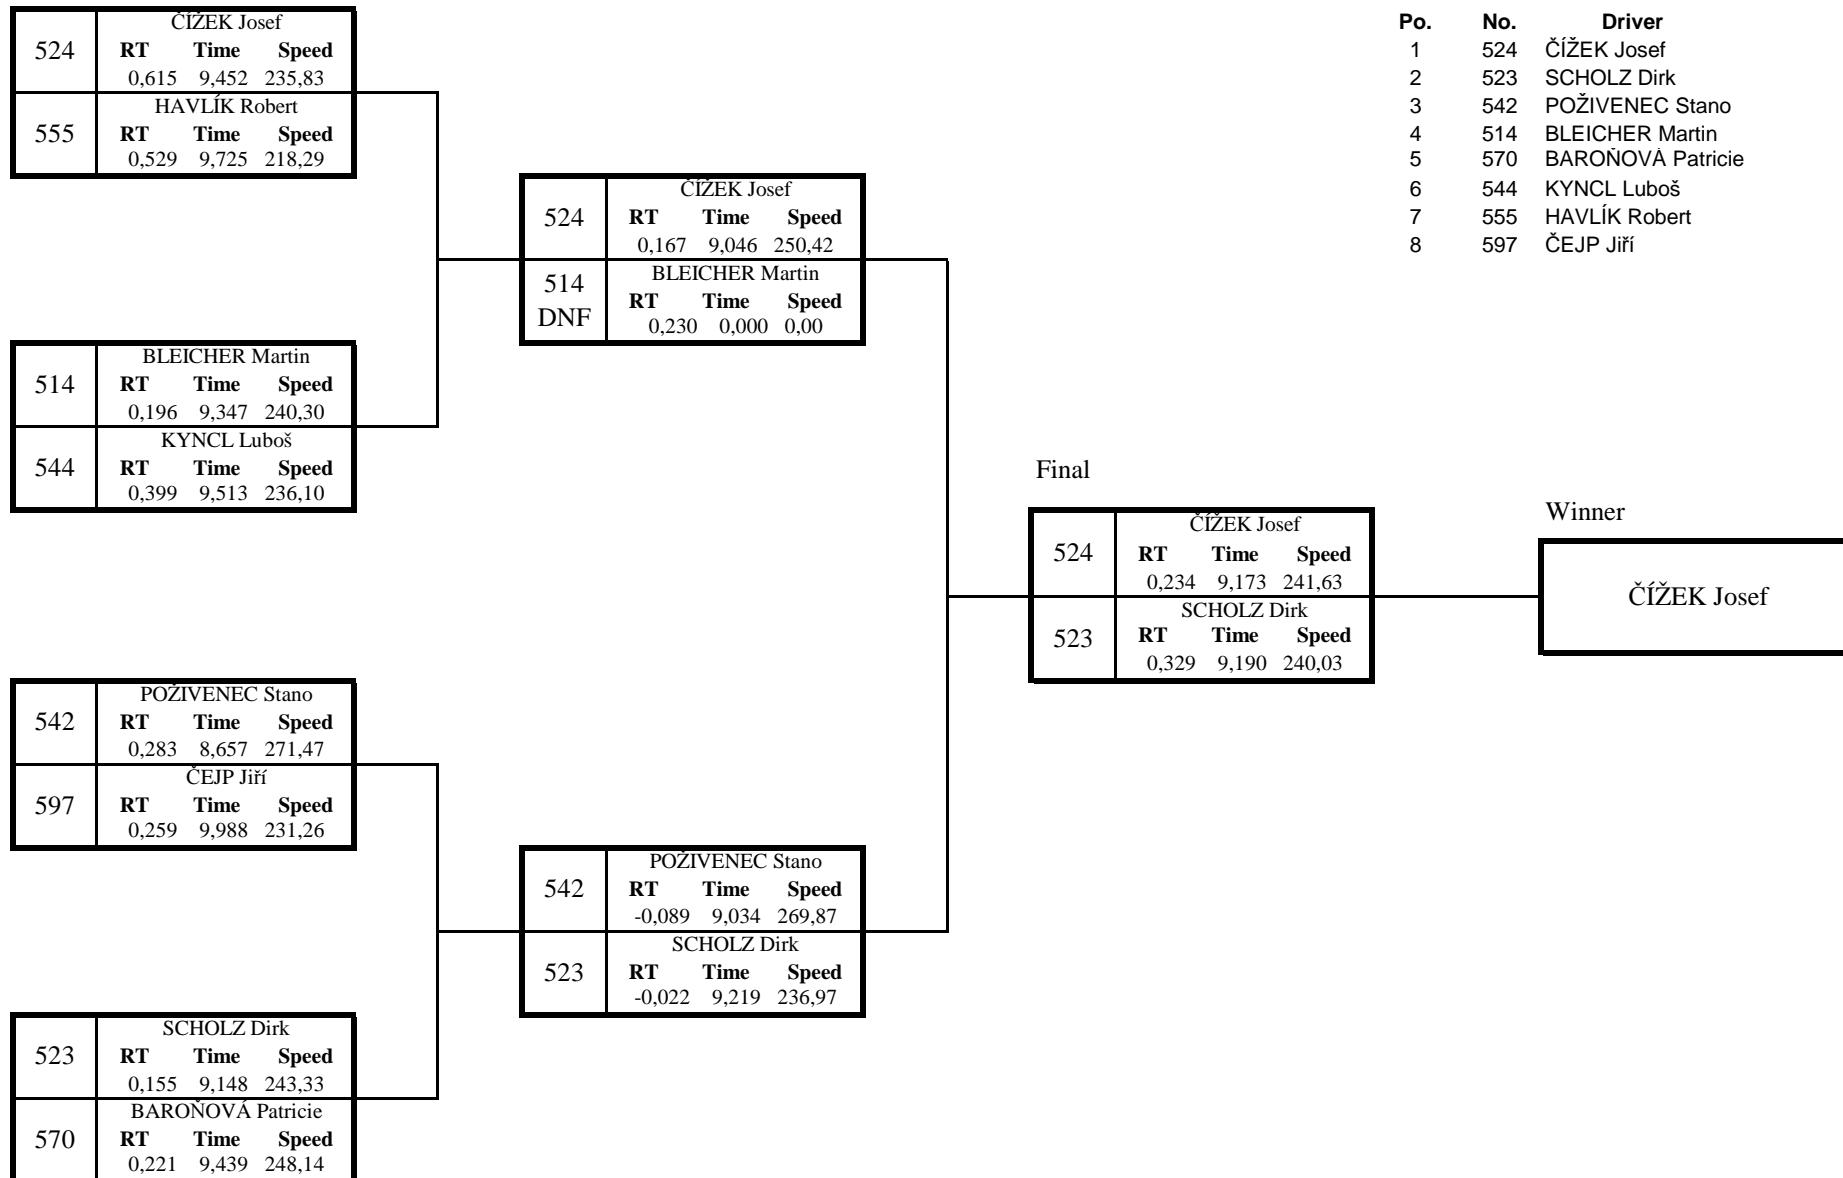 ČÍŽEK Josef
524
RT Time Speed
0,615 9,452 235,83
HAVLÍK Robert
555
RT Time Speed
0,529 9,725 218,29
BLEICHER Martin
514
RT Time Speed
0,196 9,347 240,30
KYNCL Luboš
544
RT Time Speed
0,399 9,513 236,10
POŽIVENEC Stano
542
RT Time Speed
0,283 8,657 271,47
ČEJP Jiří
597
RT Time Speed
0,259 9,988 231,26
SCHOLZ Dirk
523
RT Time Speed
0,155 9,148 243,33
BAROŇOVÁ Patricie
570
RT Time Speed
0,221 9,439 248,14
ČÍŽEK Josef
524
RT Time Speed
0,167 9,046 250,42
BLEICHER Martin
514
DNF
RT Time Speed
0,230 0,000 0,00
POŽIVENEC Stano
542
RT Time Speed
-0,089 9,034 269,87
SCHOLZ Dirk
523
RT Time Speed
-0,022 9,219 236,97
Final
ČÍŽEK Josef
524
RT Time Speed
0,234 9,173 241,63
SCHOLZ Dirk
523
RT Time Speed
0,329 9,190 240,03
Winner
ČÍŽEK Josef
Po. No. Driver
1 524 ČÍŽEK Josef
2 523 SCHOLZ Dirk
3 542 POŽIVENEC Stano
4 514 BLEICHER Martin
5 570 BAROŇOVÁ Patricie
6 544 KYNCL Luboš
7 555 HAVLÍK Robert
8 597 ČEJP Jiří